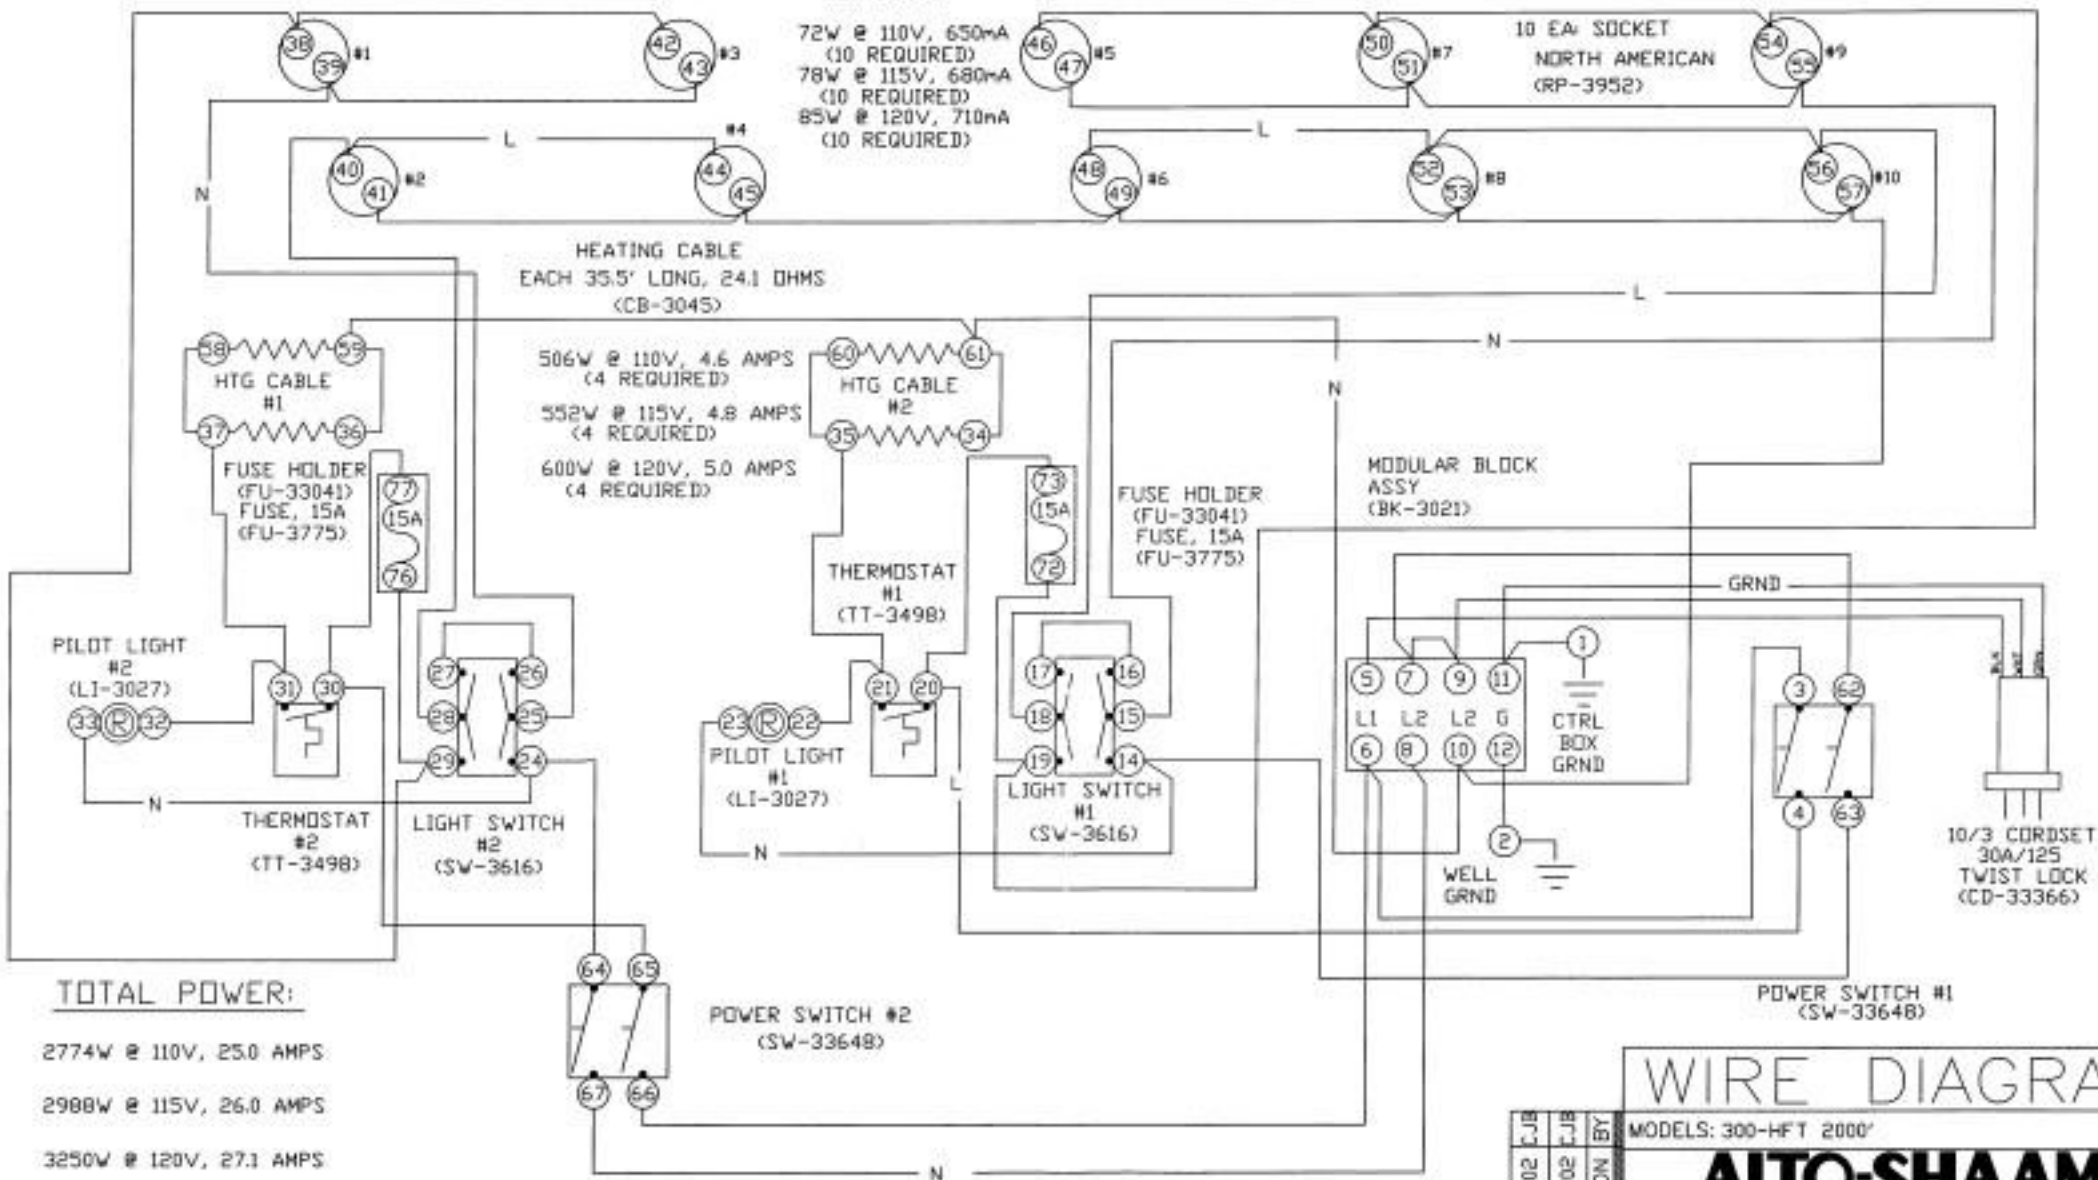 38
39
#1
42
43
#3
72W @ 110V, 650mA
(10 REQUIRED)
78W @ 115V, 680mA
(10 REQUIRED)
85W @ 120V, 710mA
(10 REQUIRED)
46
47
#5
50
51
#7
10 EA: SOCKET
NORTH AMERICAN
(RP-3952)
54
55
#9
40
41
#2
L
#4
44
45
48
49
#6
L
52
53
#8
56
57
#10
N
HEATING CABLE
EACH 35.5' LONG, 24.1 OHMS
(CB-3045)
L
N
N
58
59
HTG CABLE
#1
37
36
506W @ 110V, 4.6 AMPS
(4 REQUIRED)
552W @ 115V, 4.8 AMPS
(4 REQUIRED)
600W @ 120V, 5.0 AMPS
(4 REQUIRED)
60
61
HTG CABLE
#2
35
34
FUSE HOLDER
(FU-33041)
FUSE, 15A
(FU-3775)
77
15A
76
73
15A
72
FUSE HOLDER
(FU-33041)
FUSE, 15A
(FU-3775)
MODULAR BLOCK
ASSY
(BK-3021)
THERMOSTAT
#1
(TT-3498)
GRND
PILOT LIGHT
#2
(LI-3027)
33
R
32
31
30
27
26
28
25
29
24
N
THERMOSTAT
#2
(TT-3498)
LIGHT SWITCH
#2
(SW-3616)
21
20
23
R
22
PILOT LIGHT
#1
(LI-3027)
L
N
17
16
18
15
19
14
LIGHT SWITCH
#1
(SW-3616)
5
7
9
11
L1
L2
L2
G
6
8
10
12
1
CTRL
BOX
GRND
2
WELL
GRND
3
62
4
63
BLK
WHT
GRN
10/3 CORDSET
30A/125
TWIST LOCK
(CD-33366)
POWER SWITCH #1
(SW-33648)
64
65
67
66
POWER SWITCH #2
(SW-33648)
N
TOTAL POWER:
2774W @ 110V, 25.0 AMPS
2988W @ 115V, 26.0 AMPS
3250W @ 120V, 27.1 AMPS
WIRE DIAGRA
MODELS: 300-HFT 2000'
CJB
CJB
BY
02
02
ON
ALTO-SHAAM